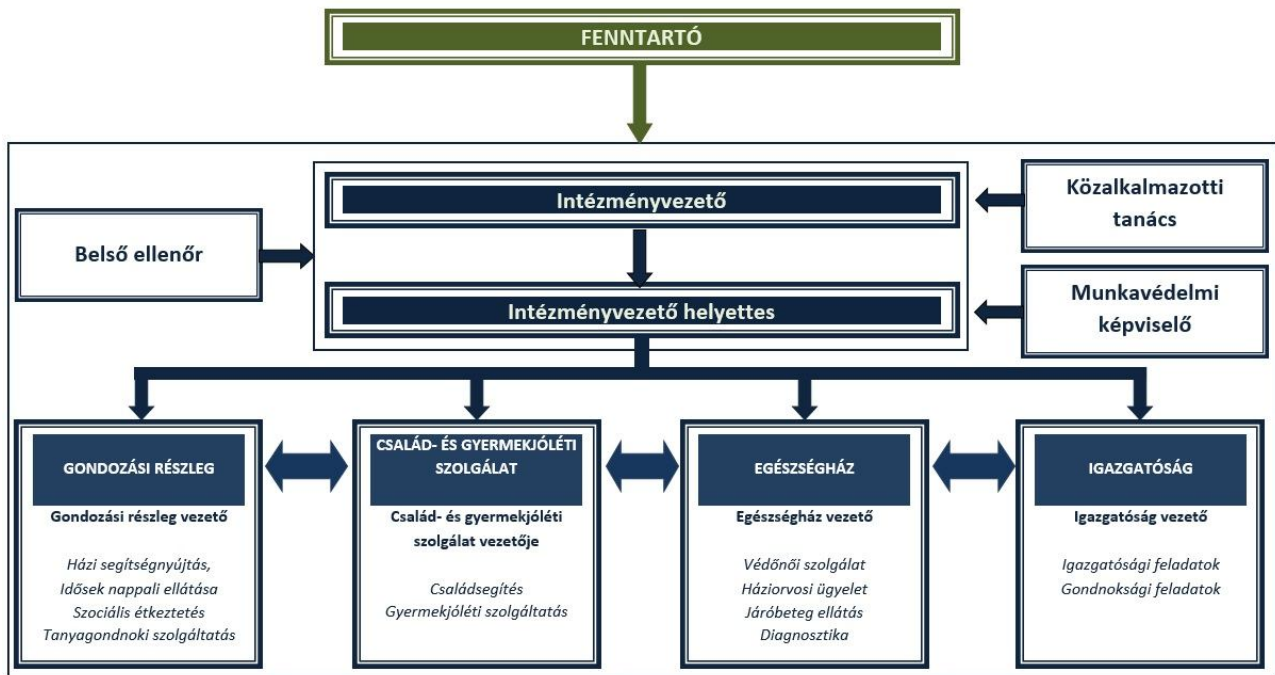 FENNTARTÓ
Intézményvezető
Közalkalmazotti
tanács
Belső ellenőr
Intézményvezető helyettes
Munkavédelmi
képviselő
GONDOZÁSI RÉSZLEG
Gondozási részleg vezető
Házi segítségnyújtás,
Idősek nappali ellátása
Szociális étkeztetés
Tanyagondnoki szolgáltatás
CSALÁD- ÉS GYERMEKJÓLÉTI
SZOLGÁLAT
Család- és gyermekjóléti
szolgálat vezetője
Családsegítés
Gyermekjóléti szolgáltatás
EGÉSZSÉGHÁZ
Egészségház vezető
Védőnői szolgálat
Háziorvosi ügyelet
Járóbeteg ellátás
Diagnosztika
IGAZGATÓSÁG
Igazgatóság vezető
Igazgatósági feladatok
Gondnoksági feladatok